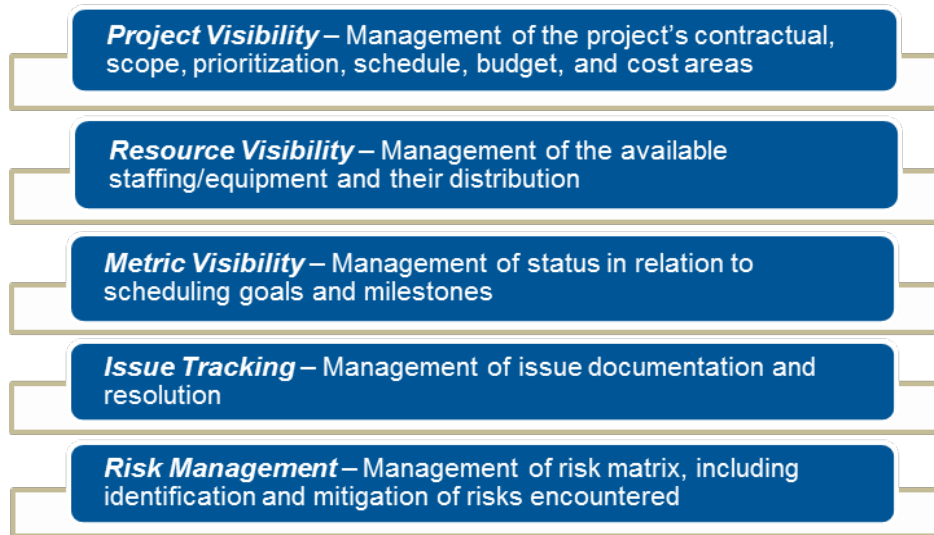 Project Visibility – Management of the project's contractual,
scope, prioritization, schedule, budget, and cost areas
Resource Visibility – Management of the available
staffing/equipment and their distribution
Metric Visibility – Management of status in relation to
scheduling goals and milestones
Issue Tracking – Management of issue documentation and
resolution
Risk Management – Management of risk matrix, including
identification and mitigation of risks encountered